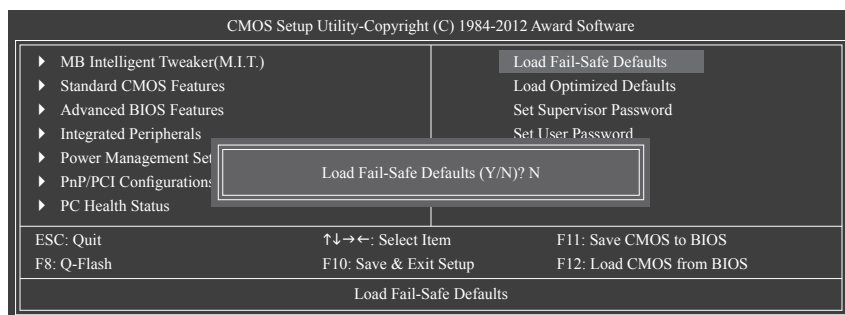 CMOS Setup Utility-Copyright (C) 1984-2012 Award Software
MB Intelligent Tweaker(M.I.T.)
Standard CMOS Features
Advanced BIOS Features
Integrated Peripherals
Power Management Set
PnP/PCI Configurations
PC Health Status
Load Fail-Safe Defaults
Load Optimized Defaults
Set Supervisor Password
Set User Password
Load Fail-Safe Defaults (Y/N)? N
ESC: Quit ↑↓→←: Select Item F11: Save CMOS to BIOS
F8: Q-Flash F10: Save & Exit Setup F12: Load CMOS from BIOS
Load Fail-Safe Defaults